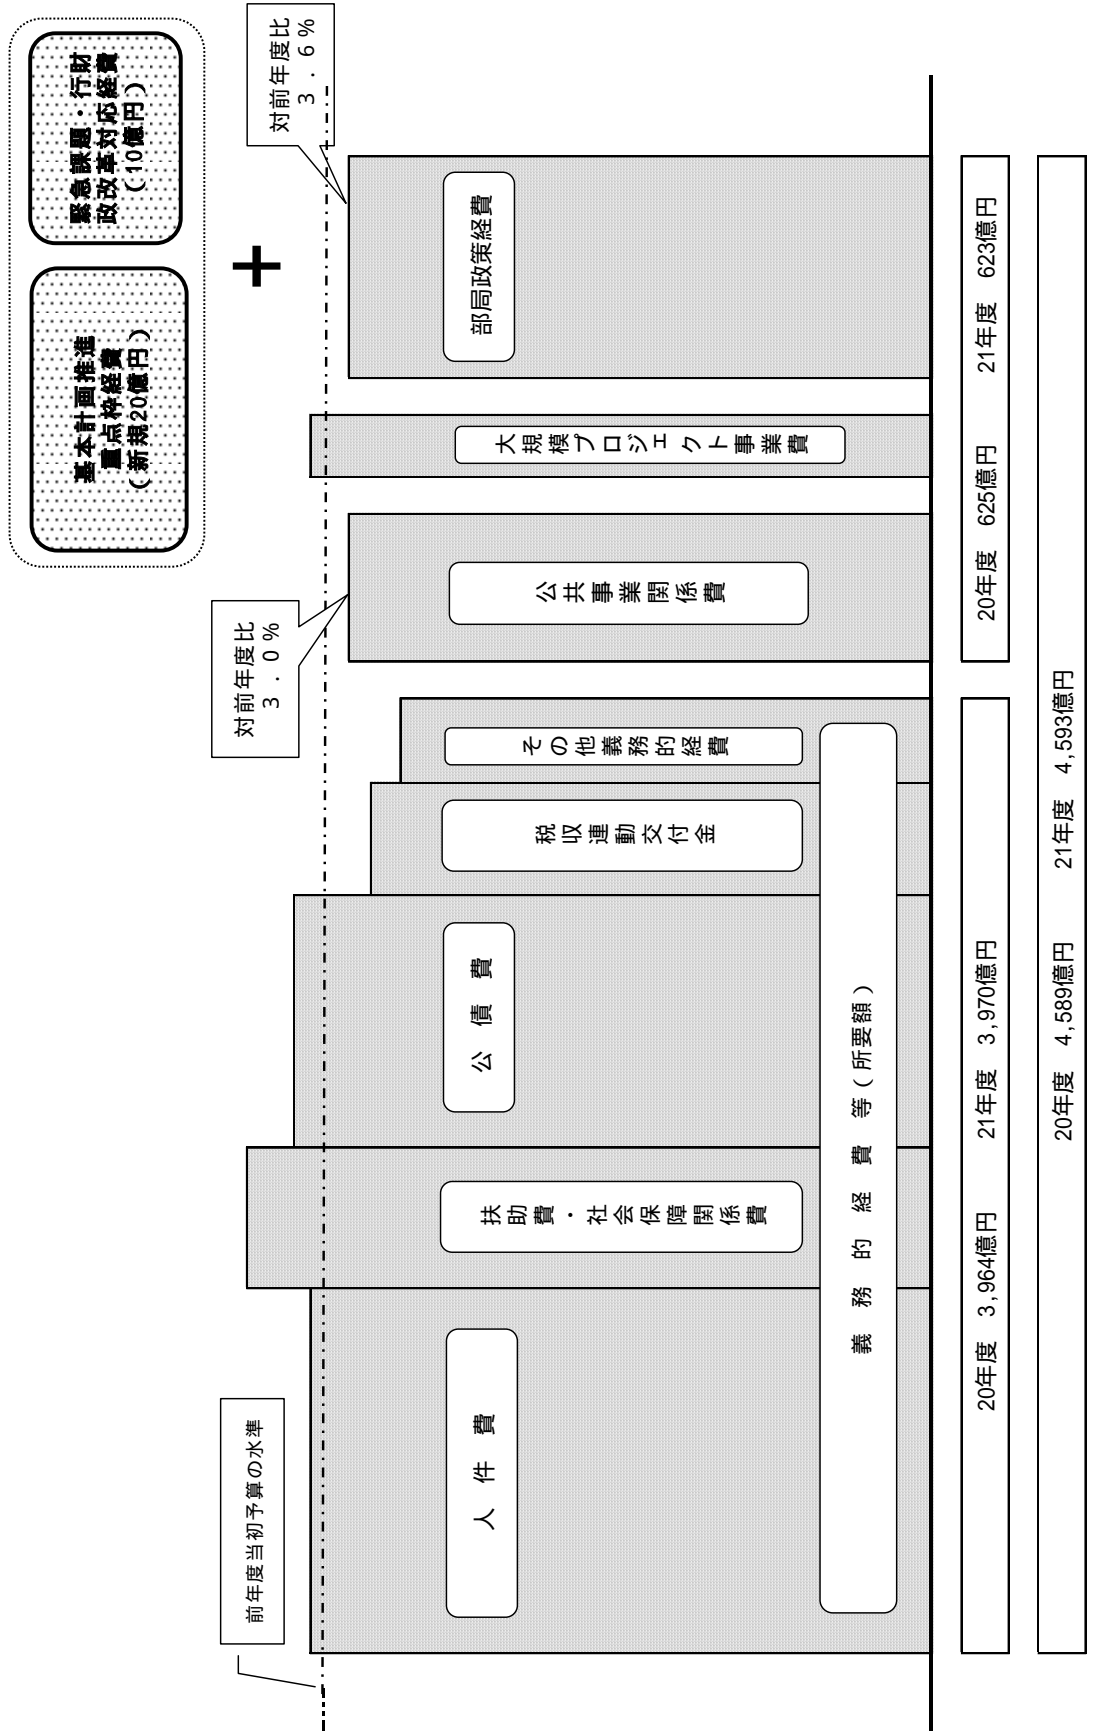 基本計画推進
重点枠経費
（新規20億円）
緊急課題・行財
政改革対応経費
（10億円）
＋
前年度当初予算の水準
対前年度比
３．０％
対前年度比
３．６％
人件費
扶助費・社会保障関係費
公債費
税収連動交付金
その他義務的経費
公共事業関係費
大規模プロジェクト事業費
部局政策経費
義務的経費等（所要額）
20年度　3,964億円　21年度　3,970億円
20年度　625億円　21年度　623億円
20年度　4,589億円　21年度　4,593億円